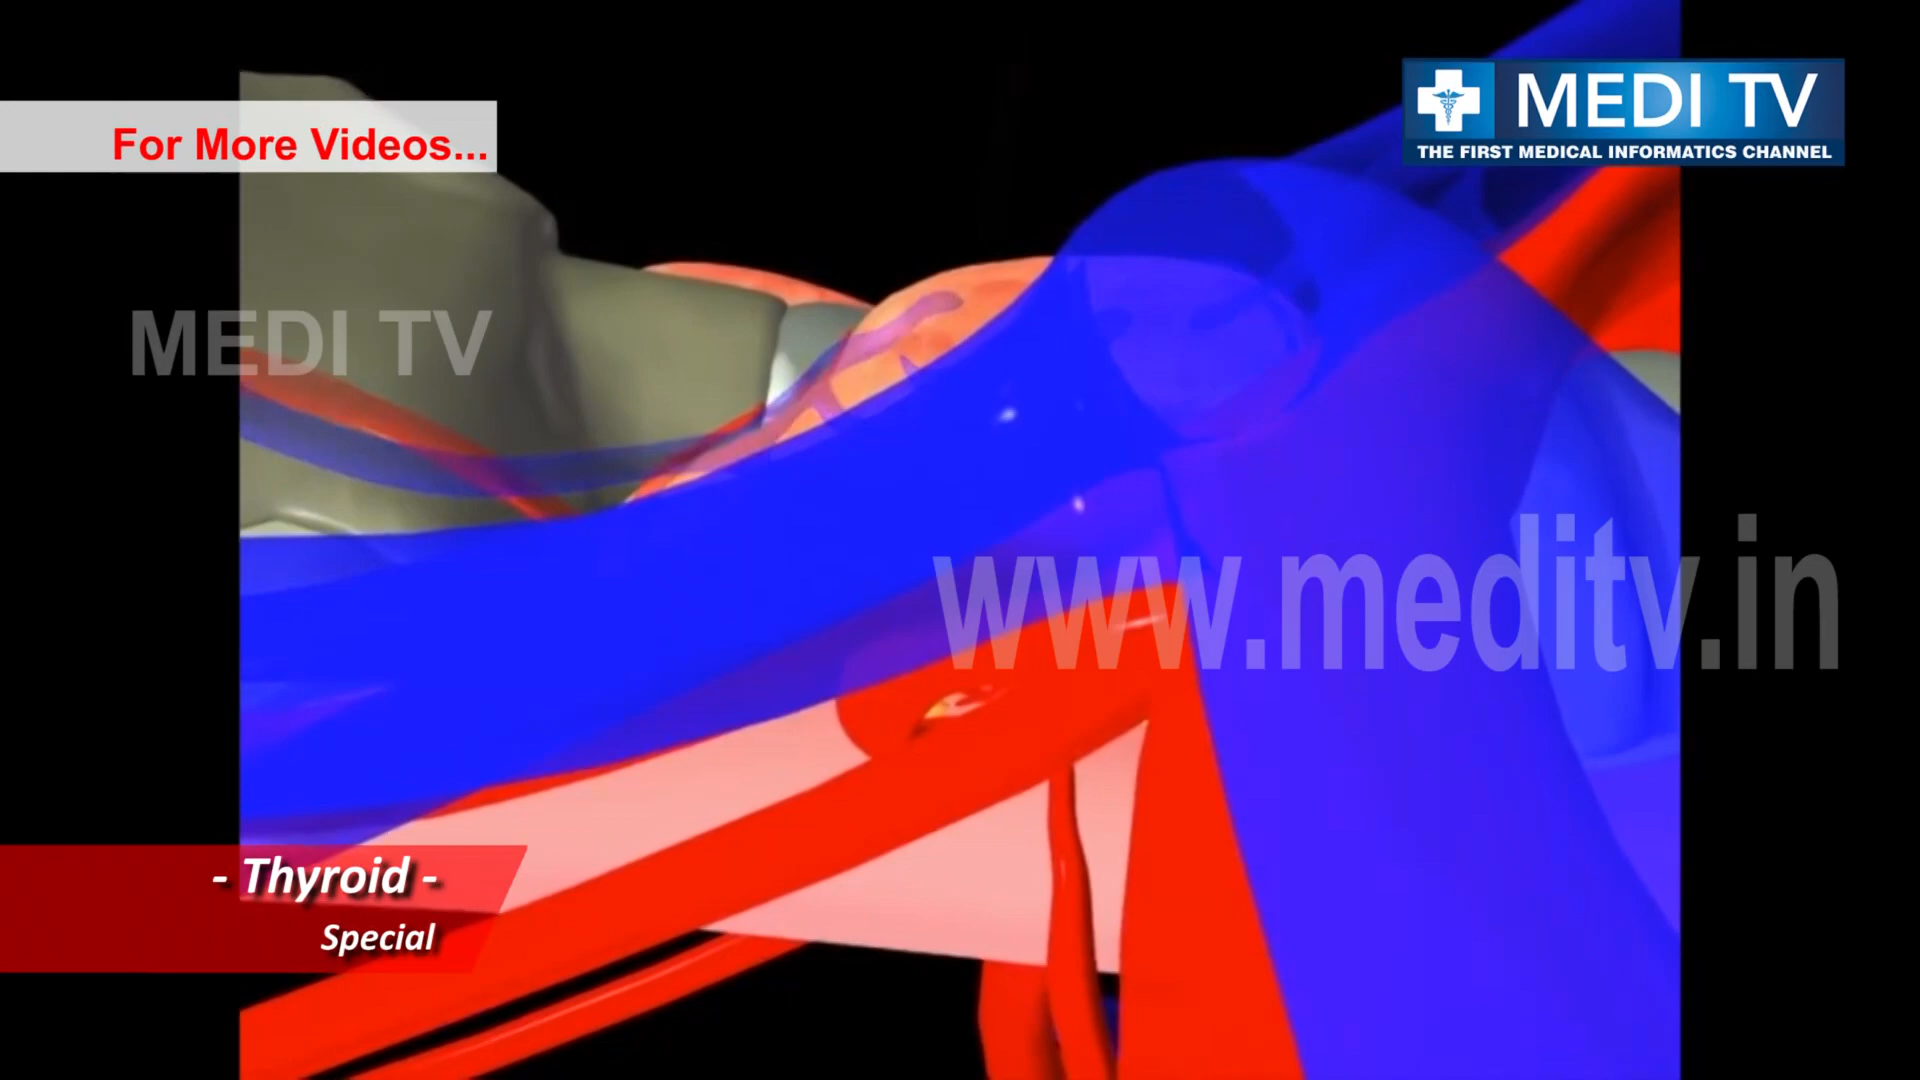 For More Videos...
MEDI TV
THE FIRST MEDICAL INFORMATICS CHANNEL
MEDI TV
www.meditv.in
- Thyroid -
Special